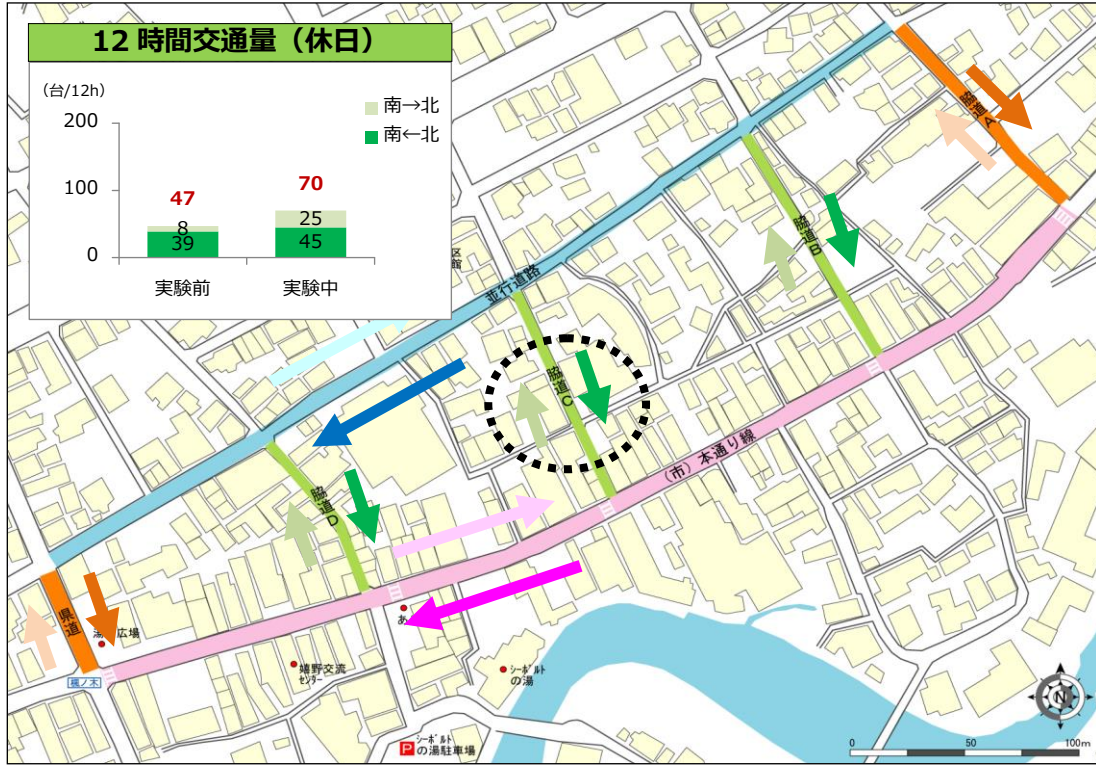 12 時間交通量（休日）
（台/12h）
南→北
南←北
200
100
0
47
8
39
70
25
45
実験前
実験中
脇道A
脇道B
並行道路
脇道C
（市）本通り線
脇道D
県道
広場
嬉野交流
センター
シーボルト
の湯
P シーボルト
の湯駐車場
N
0 50 100m